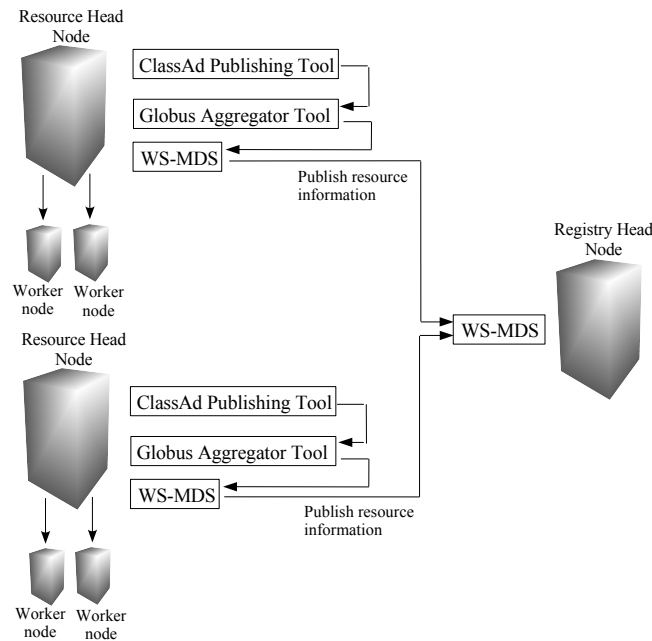 Resource Head
Node
ClassAd Publishing Tool
Globus Aggregator Tool
WS-MDS
Publish resource
information
Worker
node
Worker
node
Registry Head
Node
WS-MDS
Resource Head
Node
ClassAd Publishing Tool
Globus Aggregator Tool
WS-MDS
Publish resource
information
Worker
node
Worker
node